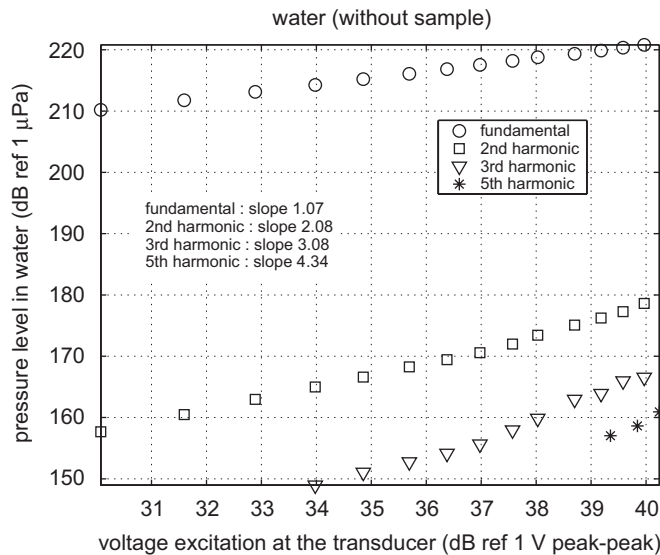 water (without sample)
220
210
200
190
180
170
160
150
pressure level in water (dB ref 1 μPa)
fundamental
2nd harmonic
3rd harmonic
5th harmonic
fundamental : slope 1.07
2nd harmonic : slope 2.08
3rd harmonic : slope 3.08
5th harmonic : slope 4.34
31 32 33 34 35 36 37 38 39 40
voltage excitation at the transducer (dB ref 1 V peak-peak)